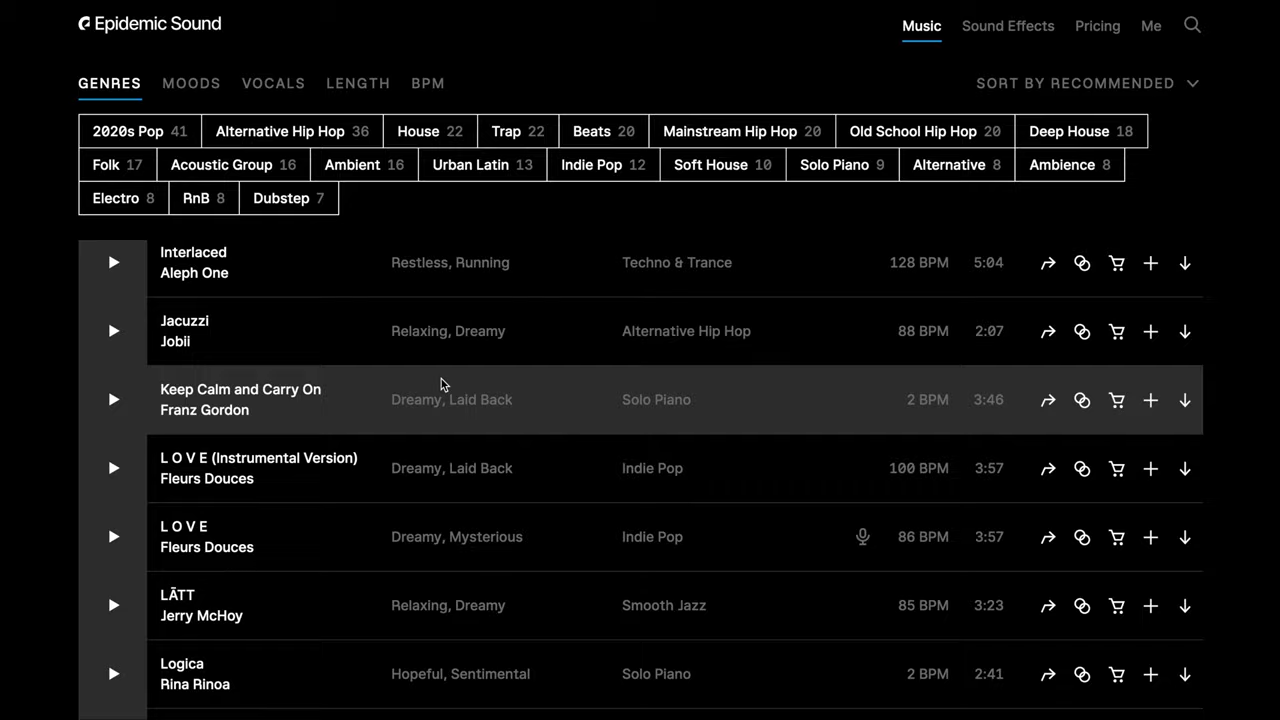 Epidemic Sound
Music Sound Effects Pricing Me
GENRES MOODS VOCALS LENGTH BPM SORT BY RECOMMENDED
2020s Pop 41 Alternative Hip Hop 36 House 22 Trap 22 Beats 20 Mainstream Hip Hop 20 Old School Hip Hop 20 Deep House 18
Folk 17 Acoustic Group 16 Ambient 16 Urban Latin 13 Indie Pop 12 Soft House 10 Solo Piano 9 Alternative 8 Ambience 8
Electro 8 RnB 8 Dubstep 7
Interlaced
Aleph One
Restless, Running Techno & Trance 128 BPM 5:04
Jacuzzi
Jobii
Relaxing, Dreamy Alternative Hip Hop 88 BPM 2:07
Keep Calm and Carry On
Franz Gordon
Dreamy, Laid Back Solo Piano 2 BPM 3:46
L O V E (Instrumental Version)
Fleurs Douces
Dreamy, Laid Back Indie Pop 100 BPM 3:57
L O V E
Fleurs Douces
Dreamy, Mysterious Indie Pop 86 BPM 3:57
LĀTT
Jerry McHoy
Relaxing, Dreamy Smooth Jazz 85 BPM 3:23
Logica
Rina Rinoa
Hopeful, Sentimental Solo Piano 2 BPM 2:41